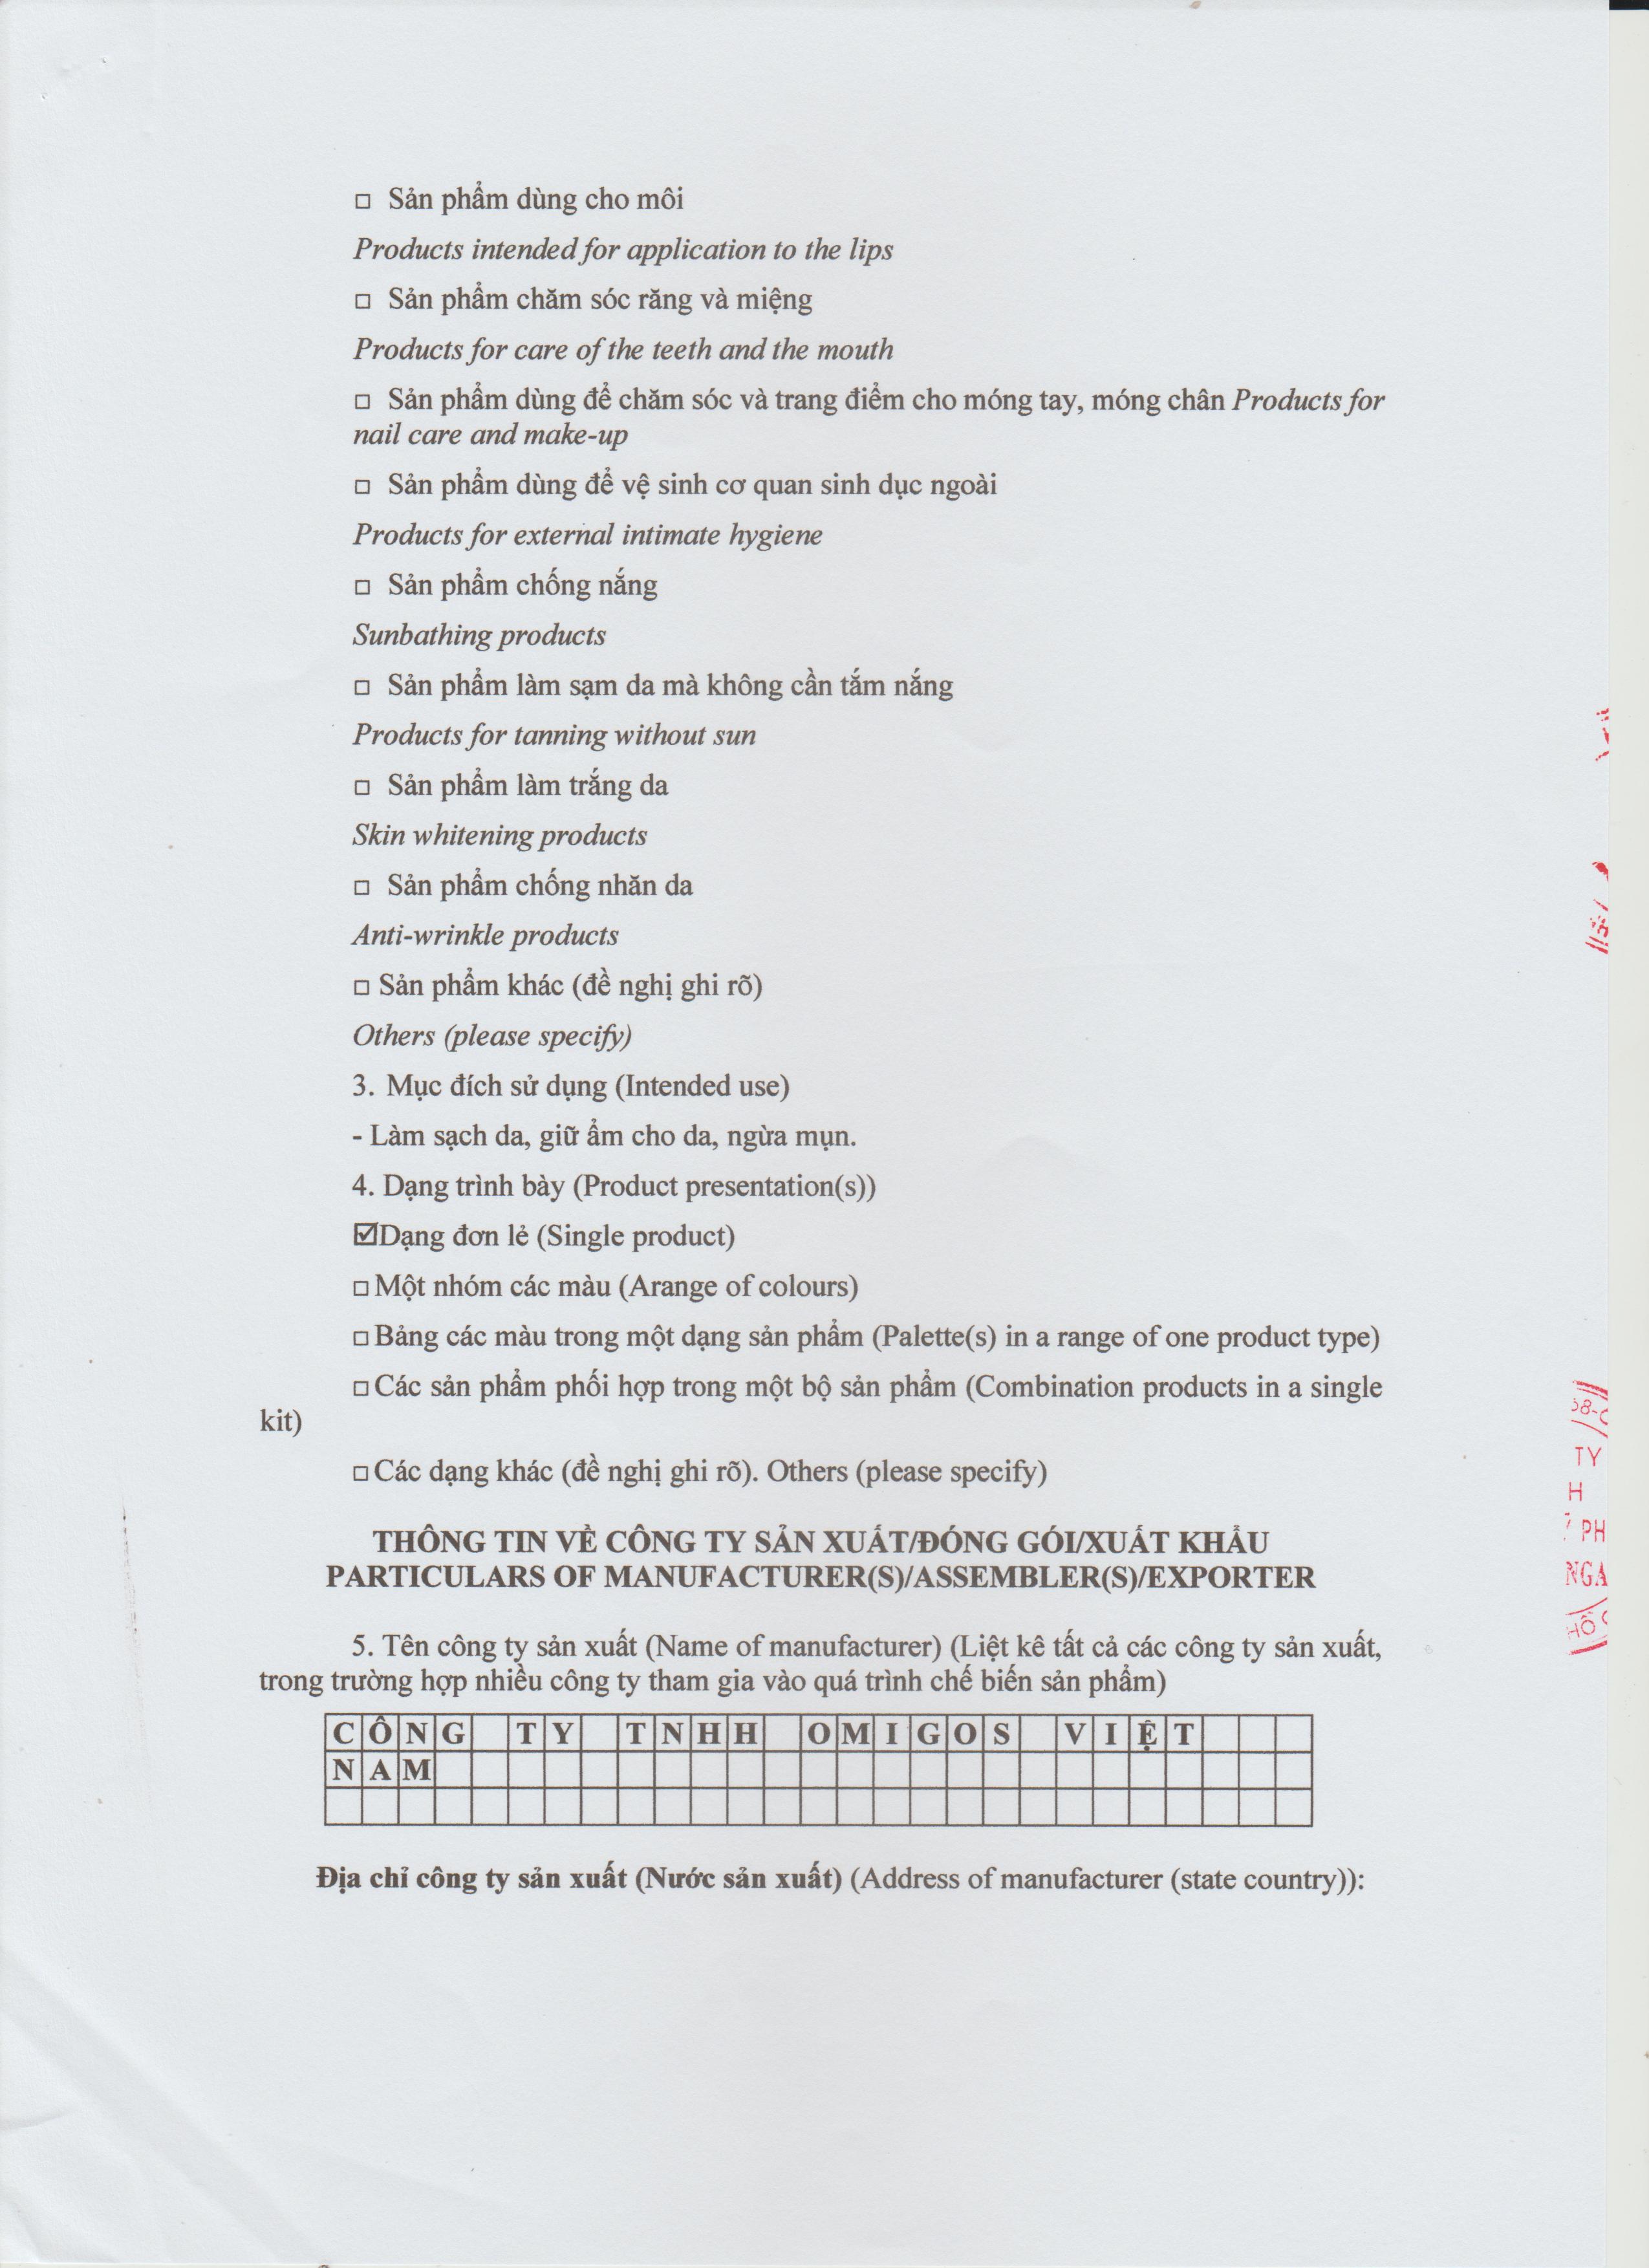 □ Sản phẩm dùng cho môi
Products intended for application to the lips
□ Sản phẩm chăm sóc răng và miệng
Products for care of the teeth and the mouth
□ Sản phẩm dùng để chăm sóc và trang điểm cho móng tay, móng chân Products for
nail care and make-up
□ Sản phẩm dùng để vệ sinh cơ quan sinh dục ngoài
Products for external intimate hygiene
□ Sản phẩm chống nắng
Sunbathing products
□ Sản phẩm làm sạm da mà không cần tắm nắng
Products for tanning without sun
□ Sản phẩm làm trắng da
Skin whitening products
□ Sản phẩm chống nhăn da
Anti-wrinkle products
□ Sản phẩm khác (đề nghị ghi rõ)
Others (please specify)
3. Mục đích sử dụng (Intended use)
- Làm sạch da, giữ ẩm cho da, ngừa mụn.
4. Dạng trình bày (Product presentation(s))
☑Dạng đơn lẻ (Single product)
□ Một nhóm các màu (Arange of colours)
□ Bảng các màu trong một dạng sản phẩm (Palette(s) in a range of one product type)
□ Các sản phẩm phối hợp trong một bộ sản phẩm (Combination products in a single
kit)
□ Các dạng khác (đề nghị ghi rõ). Others (please specify)
THÔNG TIN VỀ CÔNG TY SẢN XUẤT/ĐÓNG GÓI/XUẤT KHẨU
PARTICULARS OF MANUFACTURER(S)/ASSEMBLER(S)/EXPORTER
5. Tên công ty sản xuất (Name of manufacturer) (Liệt kê tất cả các công ty sản xuất,
trong trường hợp nhiều công ty tham gia vào quá trình chế biến sản phẩm)
CÔNG TY TNHH OMIGOS VIỆT
NAM
Địa chỉ công ty sản xuất (Nước sản xuất) (Address of manufacturer (state country)):
TY
H
PH
NGA